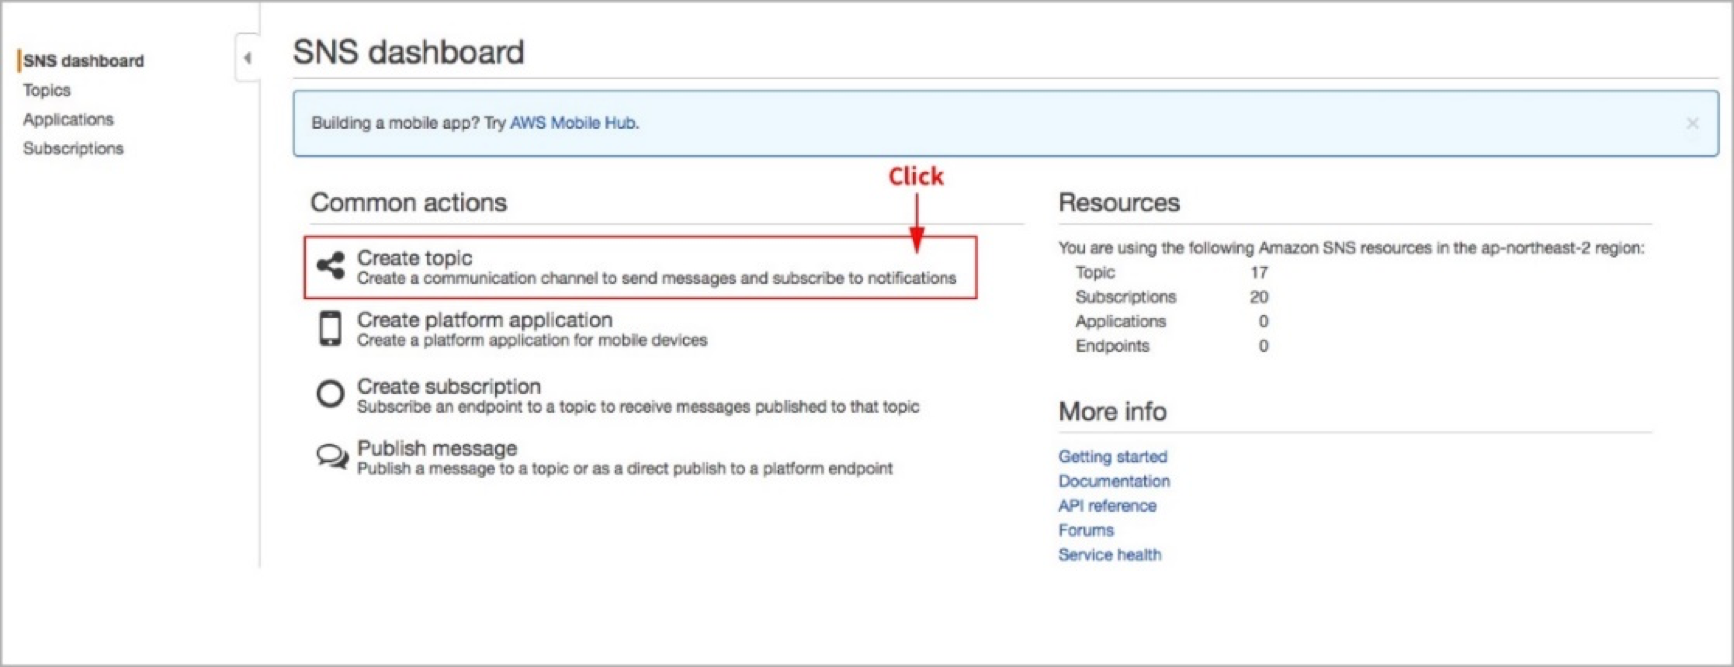 SNS dashboard
Topics
Applications
Subscriptions
SNS dashboard
Building a mobile app? Try AWS Mobile Hub.
×
Click
Common actions
Create topic
Create a communication channel to send messages and subscribe to notifications
Create platform application
Create a platform application for mobile devices
Create subscription
Subscribe an endpoint to a topic to receive messages published to that topic
Publish message
Publish a message to a topic or as a direct publish to a platform endpoint
Resources
You are using the following Amazon SNS resources in the ap-northeast-2 region:
Topic 17
Subscriptions 20
Applications 0
Endpoints 0
More info
Getting started
Documentation
API reference
Forums
Service health